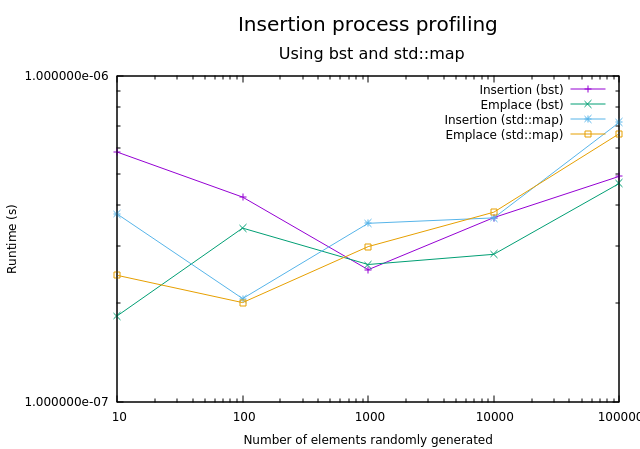 Insertion process profiling
Using bst and std::map
1.000000e-06
Insertion (bst)
Emplace (bst)
Insertion (std::map)
Emplace (std::map)
Runtime (s)
1.000000e-07
10 100 1000 10000 100000
Number of elements randomly generated